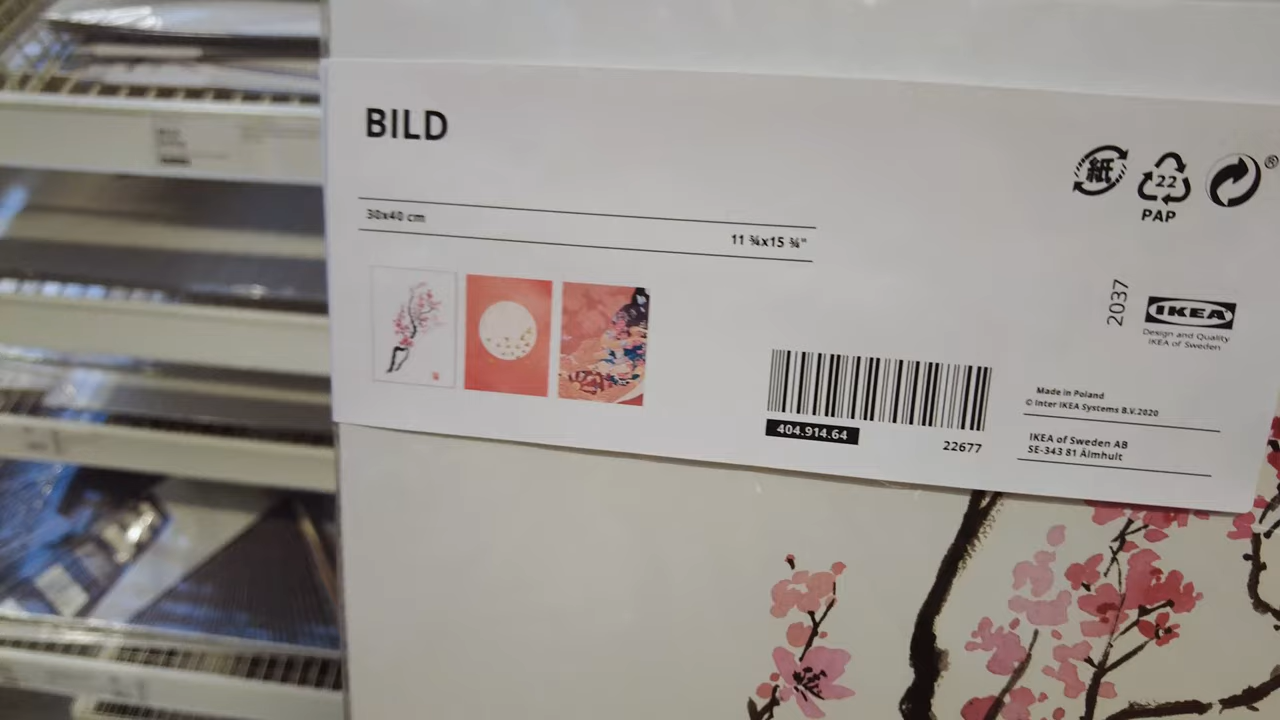 BILD
30x40 cm
11 ¾x15 ¾"
紙
22
PAP
®
2037
IKEA
Design and Quality
IKEA of Sweden
404.914.64
22677
Made in Poland
© Inter IKEA Systems B.V.2020
IKEA of Sweden AB
SE-343 81 Älmhult